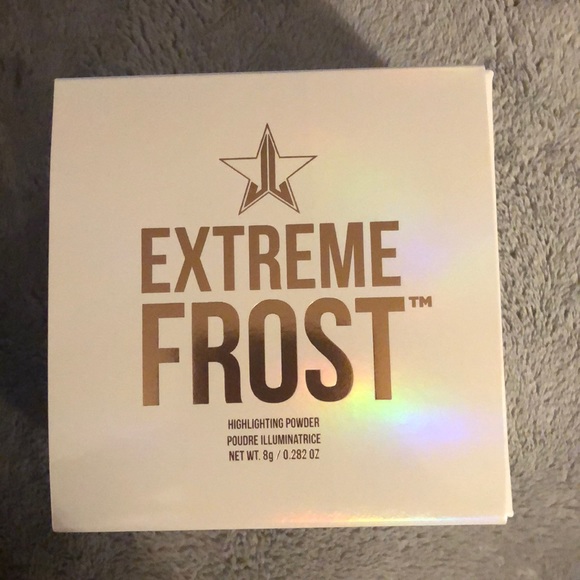 EXTREME
FROST™
HIGHLIGHTING POWDER
POUDRE ILLUMINATRICE
NET WT. 8g / 0.282 OZ